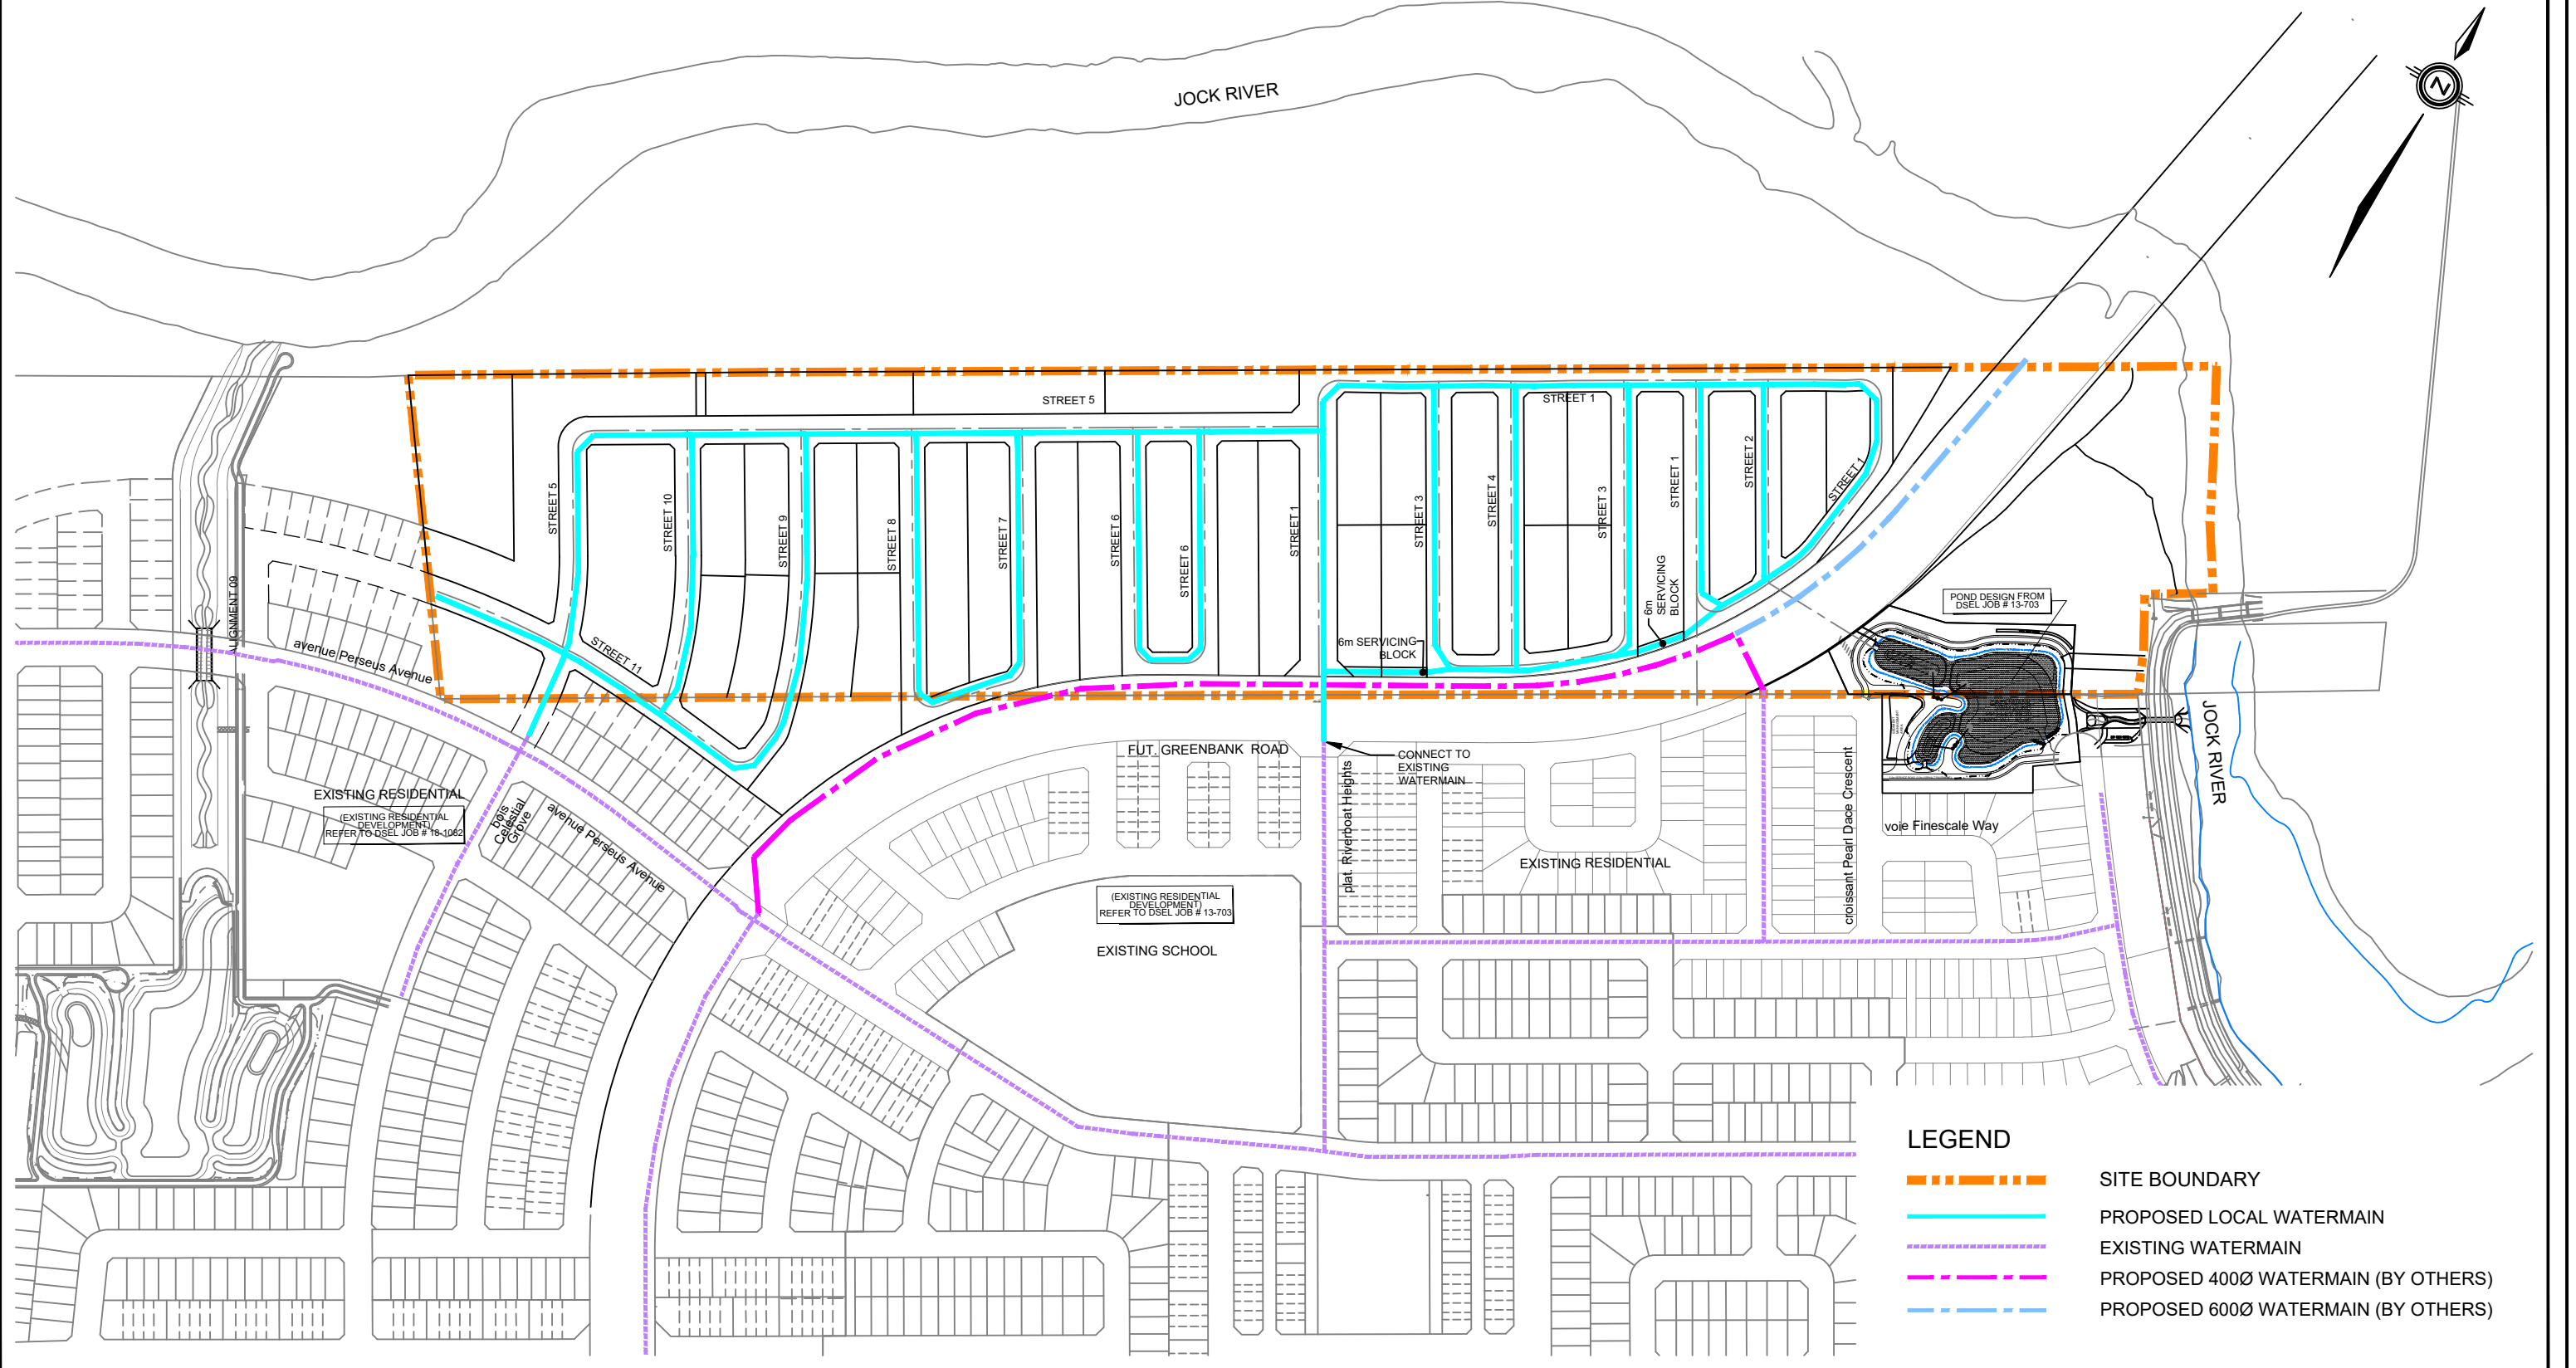 JOCK RIVER
N
STREET 5
STREET 1
STREET 5
STREET 10
STREET 9
STREET 8
STREET 7
STREET 6
STREET 6
STREET 1
STREET 3
STREET 4
STREET 3
STREET 1
STREET 2
STREET 1
STREET 11
6m
SERVICING
BLOCK
6m SERVICING
BLOCK
POND DESIGN FROM
DSEL JOB # 13-703
ALIGNMENT 09
avenue Perseus Avenue
JOCK RIVER
FUT. GREENBANK ROAD
CONNECT TO
EXISTING
WATERMAIN
plat. Riverboat Heights
croissant Pearl Dace Crescent
voie Finescale Way
EXISTING RESIDENTIAL
(EXISTING RESIDENTIAL
DEVELOPMENT)
REFER TO DSEL JOB # 18-1082
bois
Celestial
Grove
avenue Perseus Avenue
EXISTING RESIDENTIAL
(EXISTING RESIDENTIAL
DEVELOPMENT)
REFER TO DSEL JOB # 13-703
EXISTING SCHOOL
LEGEND
SITE BOUNDARY
PROPOSED LOCAL WATERMAIN
EXISTING WATERMAIN
PROPOSED 400Ø WATERMAIN (BY OTHERS)
PROPOSED 600Ø WATERMAIN (BY OTHERS)